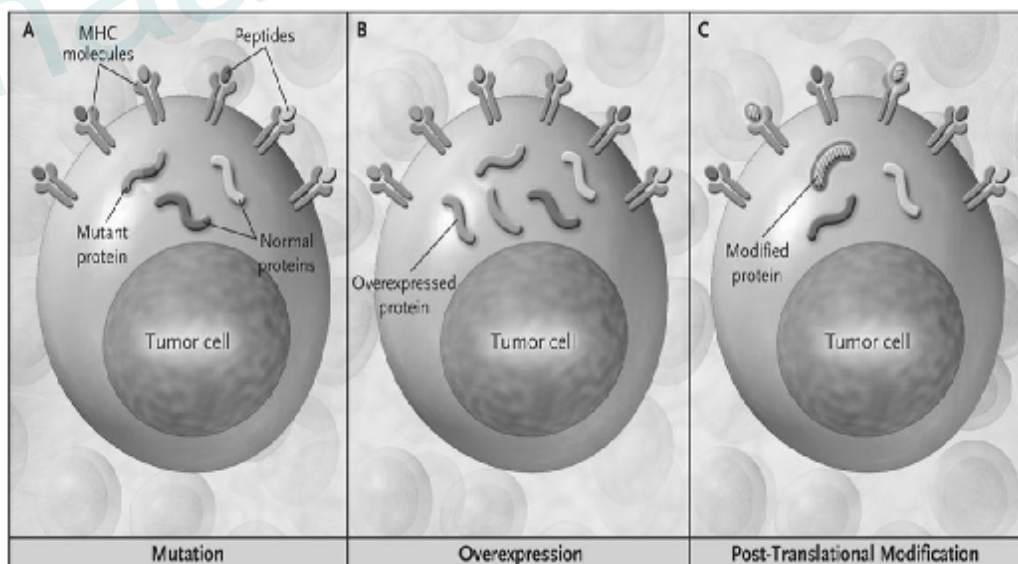 A
MHC
molecules
Peptides
Mutant
protein
Normal
proteins
Tumor cell
Mutation
B
Overexpressed
protein
Tumor cell
Overexpression
C
Modified
protein
Tumor cell
Post-Translational Modification